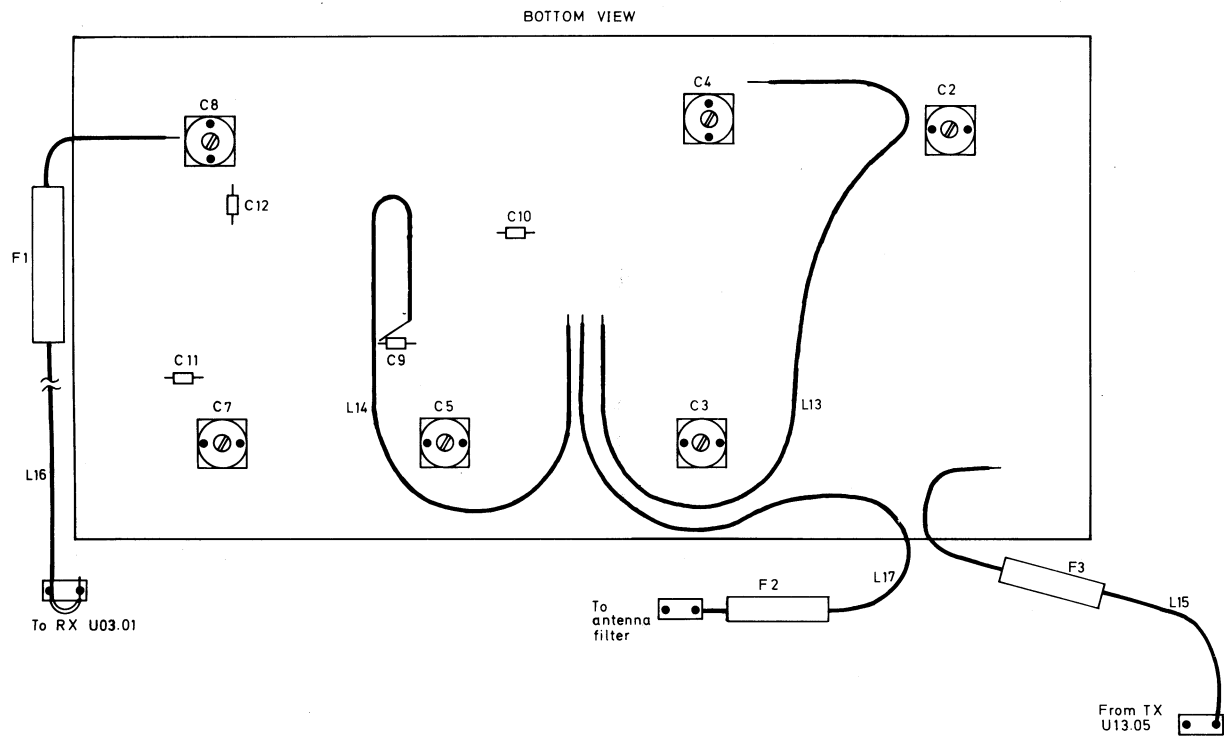 BOTTOM VIEW
C8
C4
C2
C12
C10
F1
C9
C11
C7
L14
C5
C3
L13
L16
F3
F2
L17
L15
To
antenna
filter
To RX U03.01
From TX
U13.05